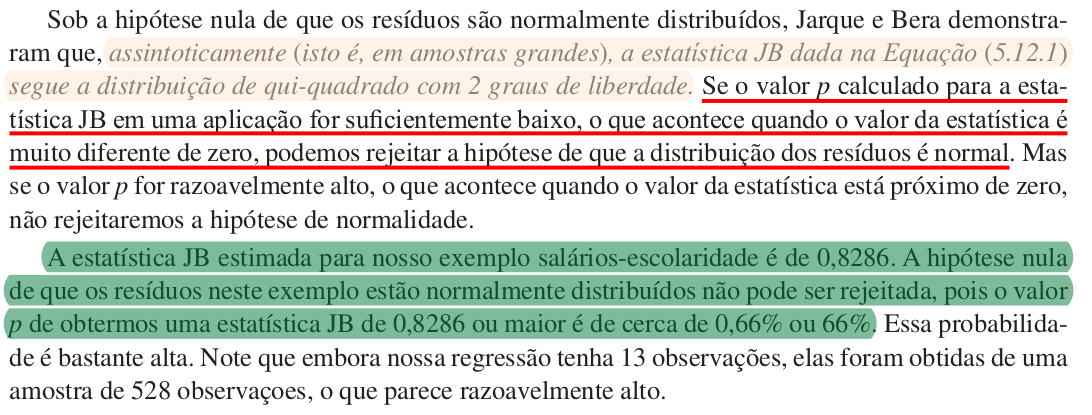 Sob a hipótese nula de que os resíduos são normalmente distribuídos, Jarque e Bera demonstra-
ram que, assintoticamente (isto é, em amostras grandes), a estatística JB dada na Equação (5.12.1)
segue a distribuição de qui-quadrado com 2 graus de liberdade. Se o valor p calculado para a esta-
tística JB em uma aplicação for suficientemente baixo, o que acontece quando o valor da estatística é
muito diferente de zero, podemos rejeitar a hipótese de que a distribuição dos resíduos é normal. Mas
se o valor p for razoavelmente alto, o que acontece quando o valor da estatística está próximo de zero,
não rejeitaremos a hipótese de normalidade.
A estatística JB estimada para nosso exemplo salários-escolaridade é de 0,8286. A hipótese nula
de que os resíduos neste exemplo estão normalmente distribuídos não pode ser rejeitada, pois o valor
p de obtermos uma estatística JB de 0,8286 ou maior é de cerca de 0,66% ou 66%. Essa probabilida-
de é bastante alta. Note que embora nossa regressão tenha 13 observações, elas foram obtidas de uma
amostra de 528 observaçoes, o que parece razoavelmente alto.